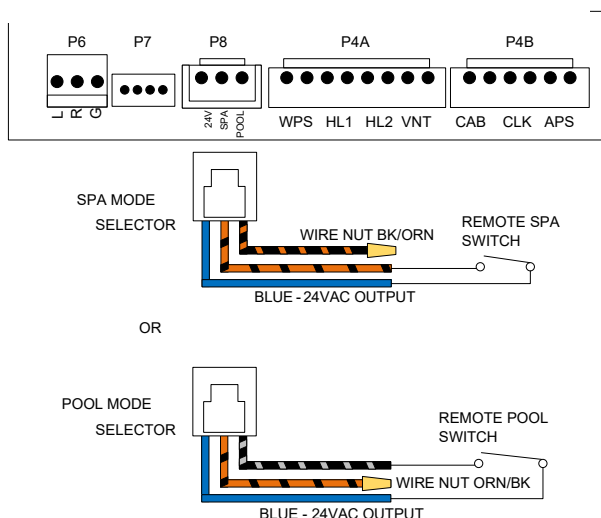 P6 P7 P8 P4A P4B
L R G
24V SPA POOL
WPS HL1 HL2 VNT CAB CLK APS
SPA MODE
SELECTOR
WIRE NUT BK/ORN
REMOTE SPA
SWITCH
BLUE - 24VAC OUTPUT
OR
POOL MODE
SELECTOR
REMOTE POOL
SWITCH
WIRE NUT ORN/BK
BLUE - 24VAC OUTPUT